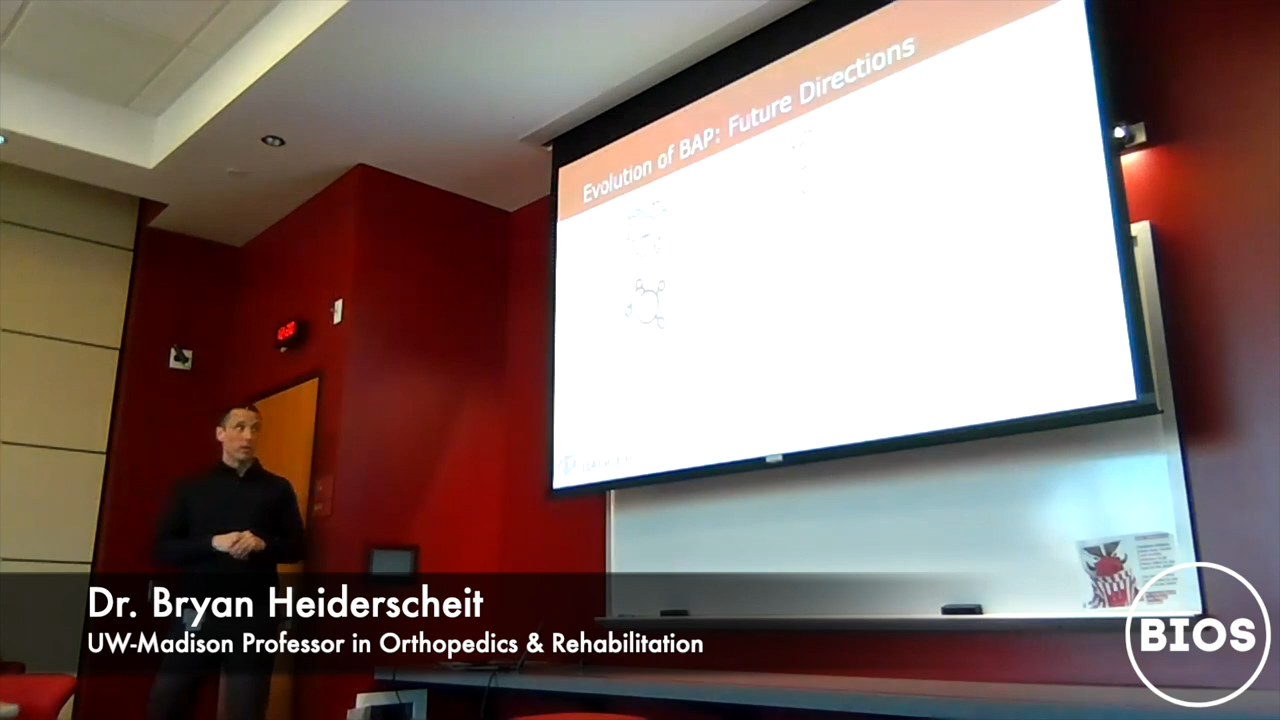 Evolution of BAP: Future Directions
Dr. Bryan Heiderscheit
UW-Madison Professor in Orthopedics & Rehabilitation
BIOS